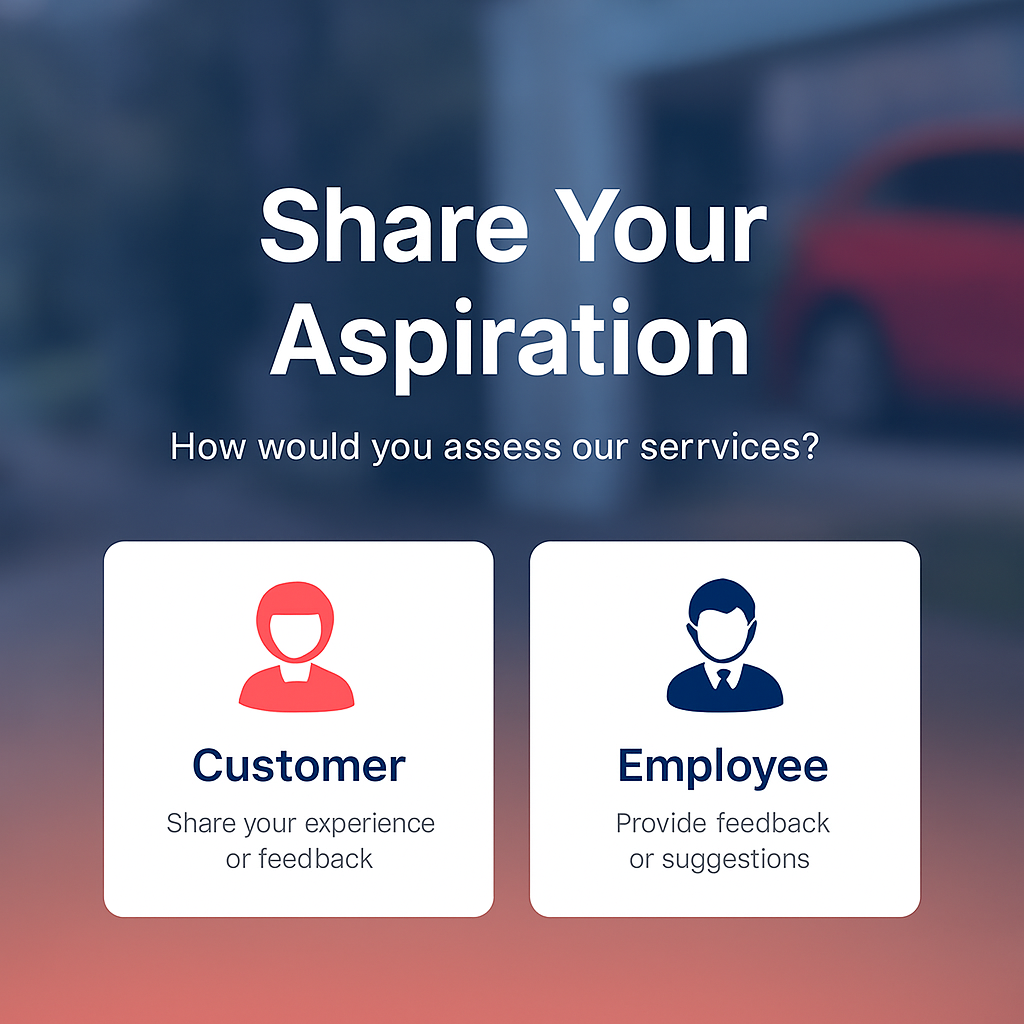 Share Your
Aspiration
How would you assess our serrvices?
Customer
Share your experience
or feedback
Employee
Provide feedback
or suggestions